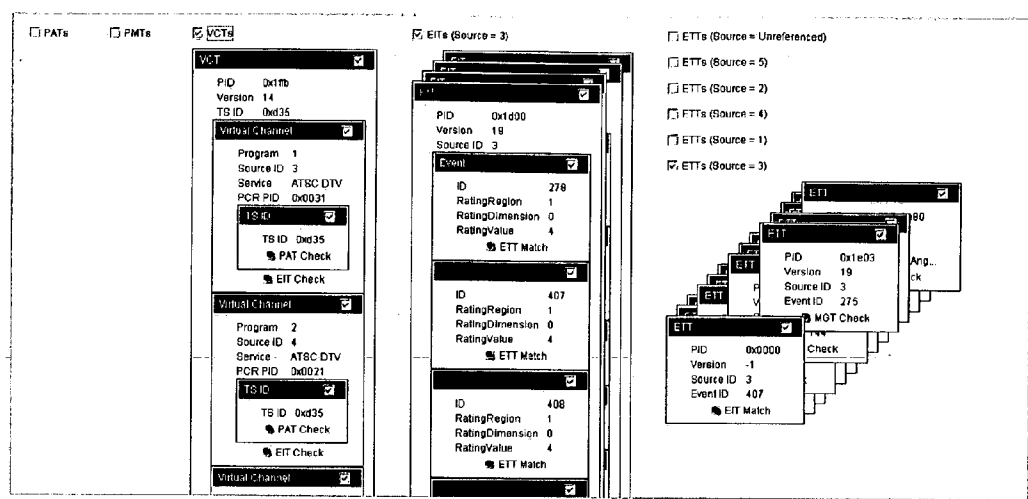 PATs
PMTs
VCTs
VCT
PID 0x1ffb
Version 14
TS ID 0xd35
Virtual Channel
Program 1
Source ID 3
Service ATSC DTV
PCR PID 0x0031
TS ID
TS ID 0xd35
PAT Check
EIT Check
Virtual Channel
Program 2
Source ID 4
Service ATSC DTV
PCR PID 0x0021
TS ID
TS ID 0xd35
PAT Check
EIT Check
Virtual Channel
EITs (Source = 3)
EIT
PID 0x1d00
Version 19
Source ID 3
Event
ID 278
RatingRegion 1
RatingDimension 0
RatingValue 4
ETT Match
ID 407
RatingRegion 1
RatingDimension 0
RatingValue 4
ETT Match
ID 408
RatingRegion 1
RatingDimension 0
RatingValue 4
ETT Match
ETTs (Source = Unreferenced)
ETTs (Source = 5)
ETTs (Source = 2)
ETTs (Source = 4)
ETTs (Source = 1)
ETTs (Source = 3)
ETT
Ang...
ck
ETT
PID 0x1e03
Version 19
Source ID 3
Event ID 275
MGT Check
ETT
Check
ETT
ETT
PID 0x0000
Version -1
Source ID 3
Event ID 407
EIT Match